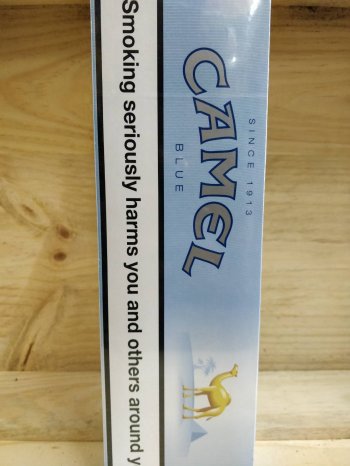 SINCE 1913
CAMEL
BLUE
Smoking seriously harms you and others around y